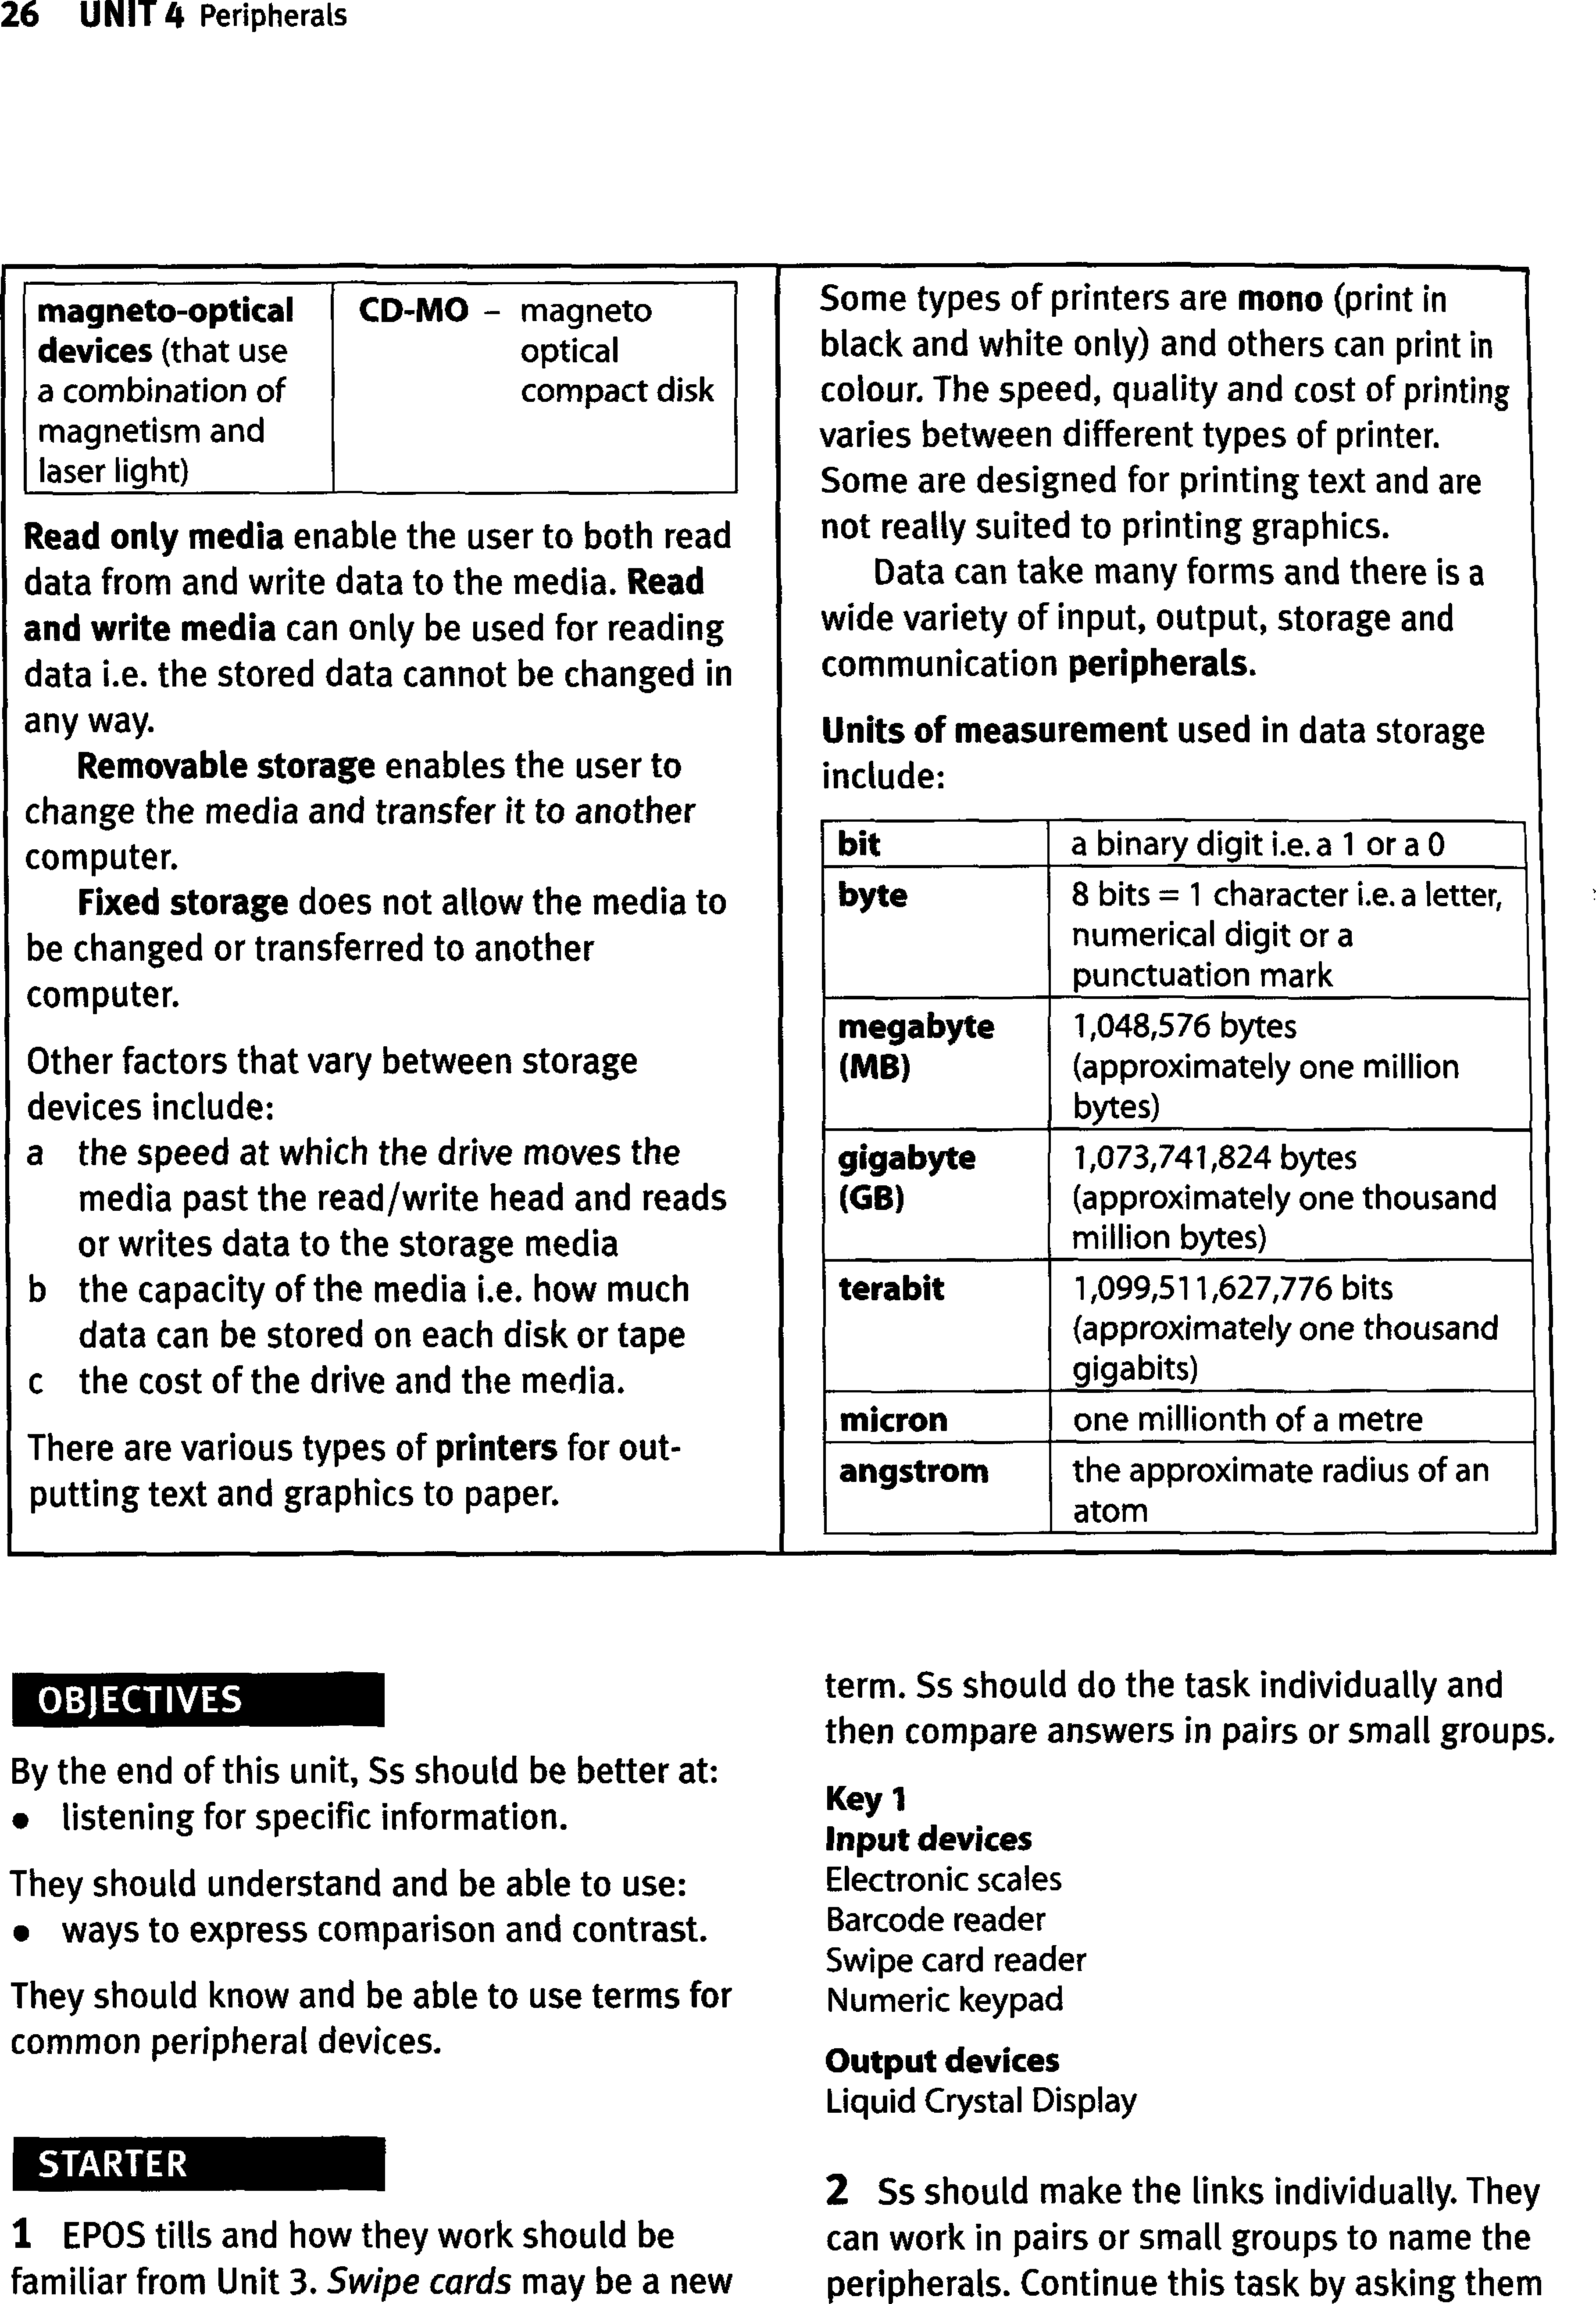 26 UNIT 4 Peripherals
magneto-optical
devices (that use
a combination of
magnetism and
laser light)
CD-MO – magneto
optical
compact disk
Read only media enable the user to both read
data from and write data to the media. Read
and write media can only be used for reading
data i.e. the stored data cannot be changed in
any way.
Removable storage enables the user to
change the media and transfer it to another
computer.
Fixed storage does not allow the media to
be changed or transferred to another
computer.
Other factors that vary between storage
devices include:
a the speed at which the drive moves the
media past the read/write head and reads
or writes data to the storage media
b the capacity of the media i.e. how much
data can be stored on each disk or tape
c the cost of the drive and the media.
There are various types of printers for out-
putting text and graphics to paper.
Some types of printers are mono (print in
black and white only) and others can print in
colour. The speed, quality and cost of printing
varies between different types of printer.
Some are designed for printing text and are
not really suited to printing graphics.
Data can take many forms and there is a
wide variety of input, output, storage and
communication peripherals.
Units of measurement used in data storage
include:
bit a binary digit i.e. a 1 or a 0
byte 8 bits = 1 character i.e. a letter,
numerical digit or a
punctuation mark
megabyte 1,048,576 bytes
(MB) (approximately one million
bytes)
gigabyte 1,073,741,824 bytes
(GB) (approximately one thousand
million bytes)
terabit 1,099,511,627,776 bits
(approximately one thousand
gigabits)
micron one millionth of a metre
angstrom the approximate radius of an
atom
OBJECTIVES
By the end of this unit, Ss should be better at:
• listening for specific information.
They should understand and be able to use:
• ways to express comparison and contrast.
They should know and be able to use terms for
common peripheral devices.
STARTER
1 EPOS tills and how they work should be
familiar from Unit 3. Swipe cards may be a new
term. Ss should do the task individually and
then compare answers in pairs or small groups.
Key 1
Input devices
Electronic scales
Barcode reader
Swipe card reader
Numeric keypad
Output devices
Liquid Crystal Display
2 Ss should make the links individually. They
can work in pairs or small groups to name the
peripherals. Continue this task by asking them